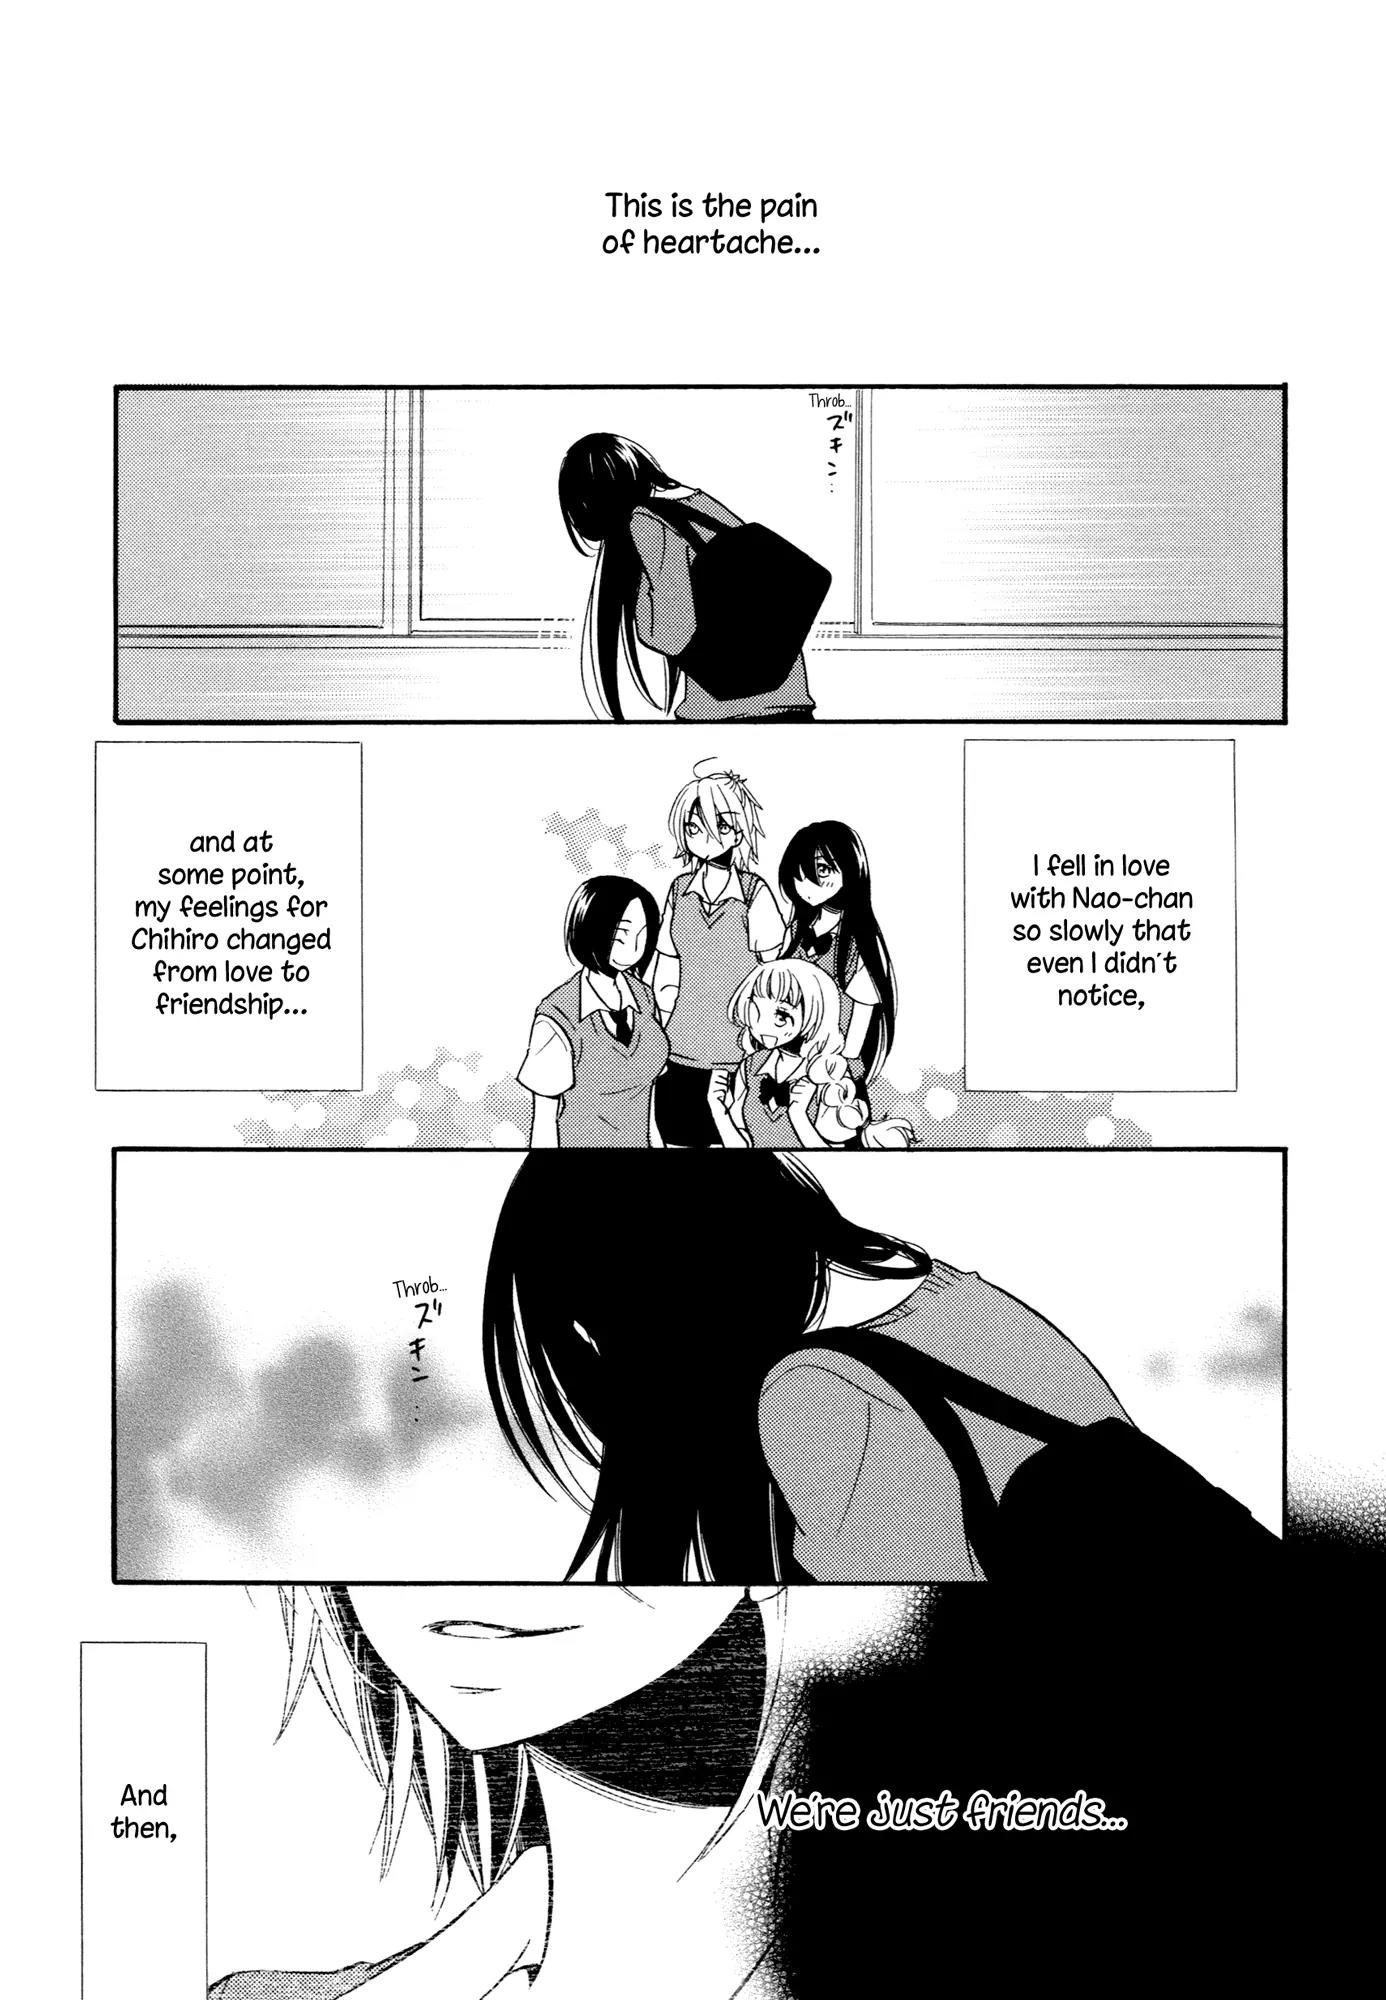 This is the pain
of heartache...
Throb...
ズキン...
I fell in love
with Nao-chan
so slowly that
even I didn't
notice,
and at
some point,
my feelings for
Chihiro changed
from love to
friendship...
Throb...
ズキン...
We're just friends...
And
then,